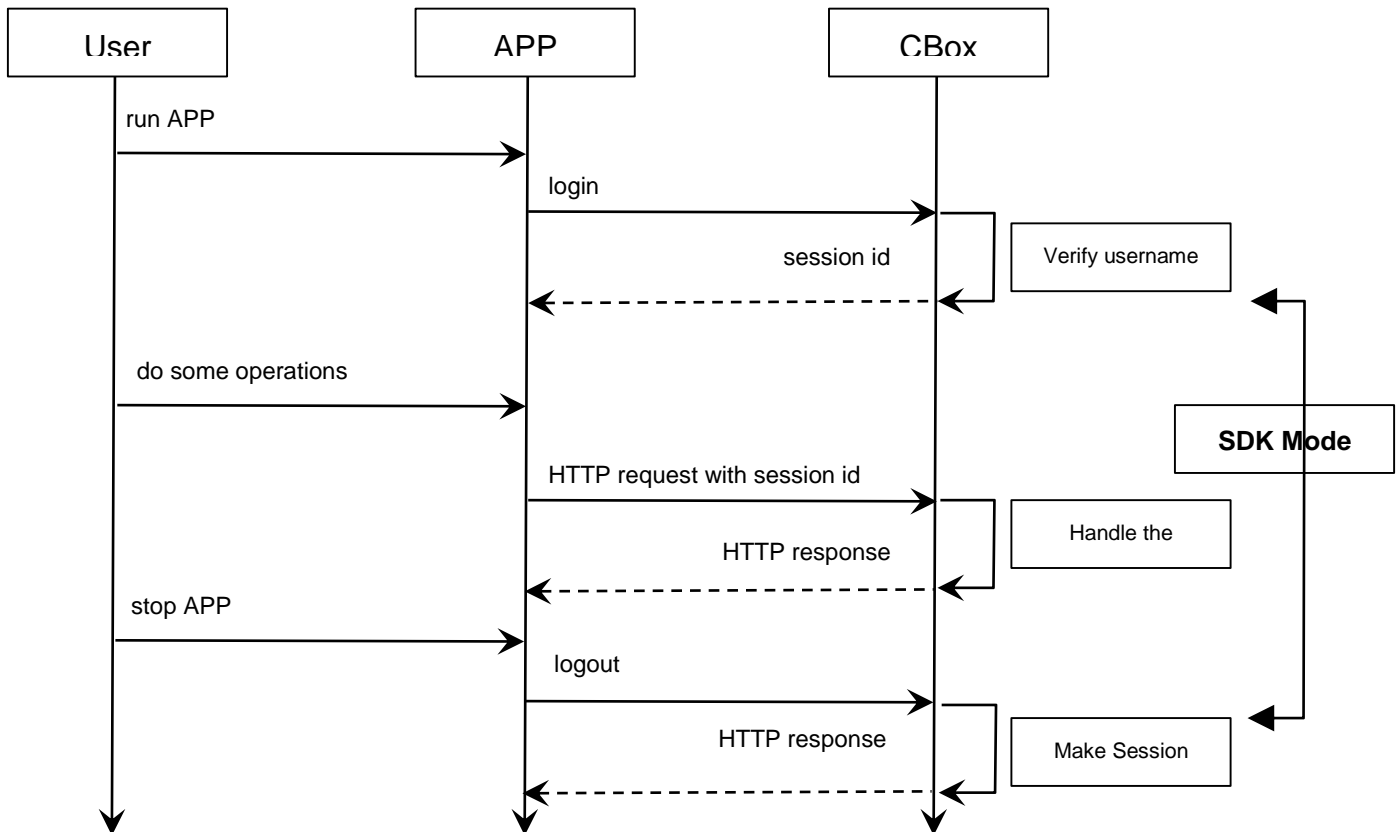 User
APP
CBox
run APP
login
session id
Verify username
do some operations
SDK Mode
HTTP request with session id
Handle the
HTTP response
stop APP
logout
HTTP response
Make Session